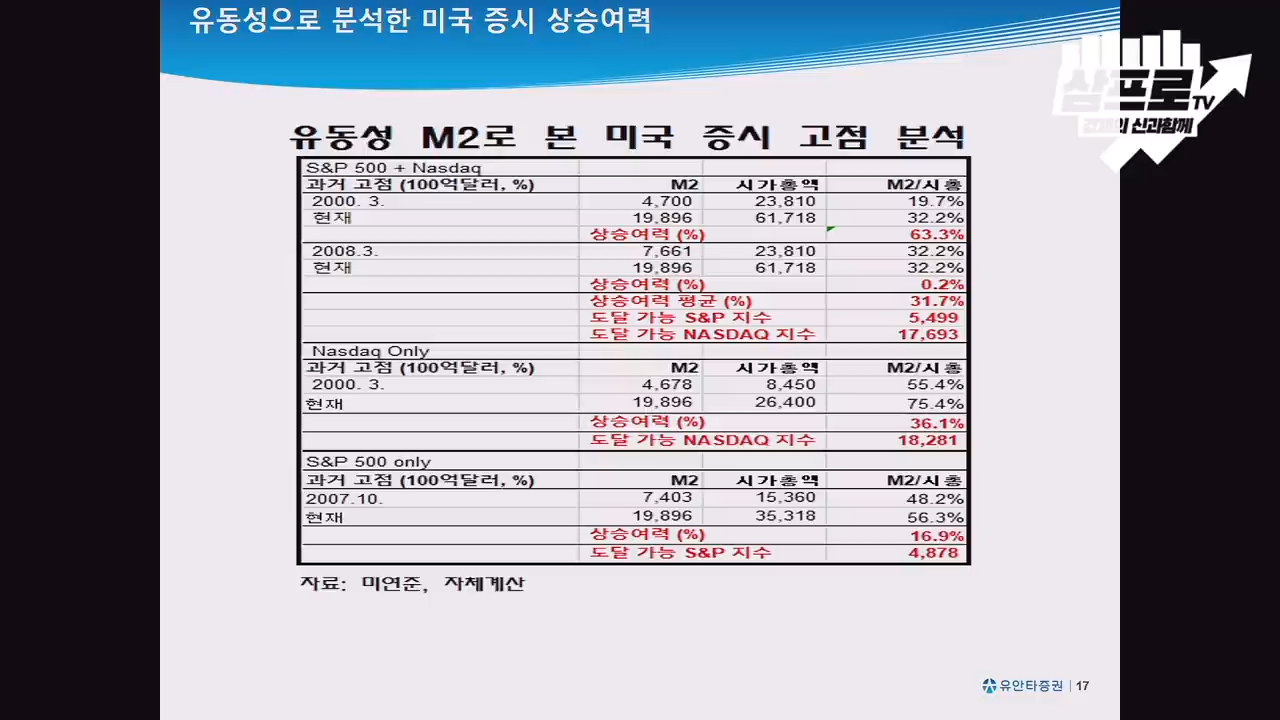 유동성으로 분석한 미국 증시 상승여력
삼프로TV
경제의 신과함께
유동성 M2로 본 미국 증시 고점 분석
S&P 500 + Nasdaq
과거 고점 (100억달러, %) M2 시가총액 M2/시총
2000. 3. 4,700 23,810 19.7%
현재 19,896 61,718 32.2%
상승여력 (%) 63.3%
2008.3. 7,661 23,810 32.2%
현재 19,896 61,718 32.2%
상승여력 (%) 0.2%
상승여력 평균 (%) 31.7%
도달 가능 S&P 지수 5,499
도달 가능 NASDAQ 지수 17,693
Nasdaq Only
과거 고점 (100억달러, %) M2 시가총액 M2/시총
2000. 3. 4,678 8,450 55.4%
현재 19,896 26,400 75.4%
상승여력 (%) 36.1%
도달 가능 NASDAQ 지수 18,281
S&P 500 only
과거 고점 (100억달러, %) M2 시가총액 M2/시총
2007.10. 7,403 15,360 48.2%
현재 19,896 35,318 56.3%
상승여력 (%) 16.9%
도달 가능 S&P 지수 4,878
자료: 미연준, 자체계산
유안타증권 | 17